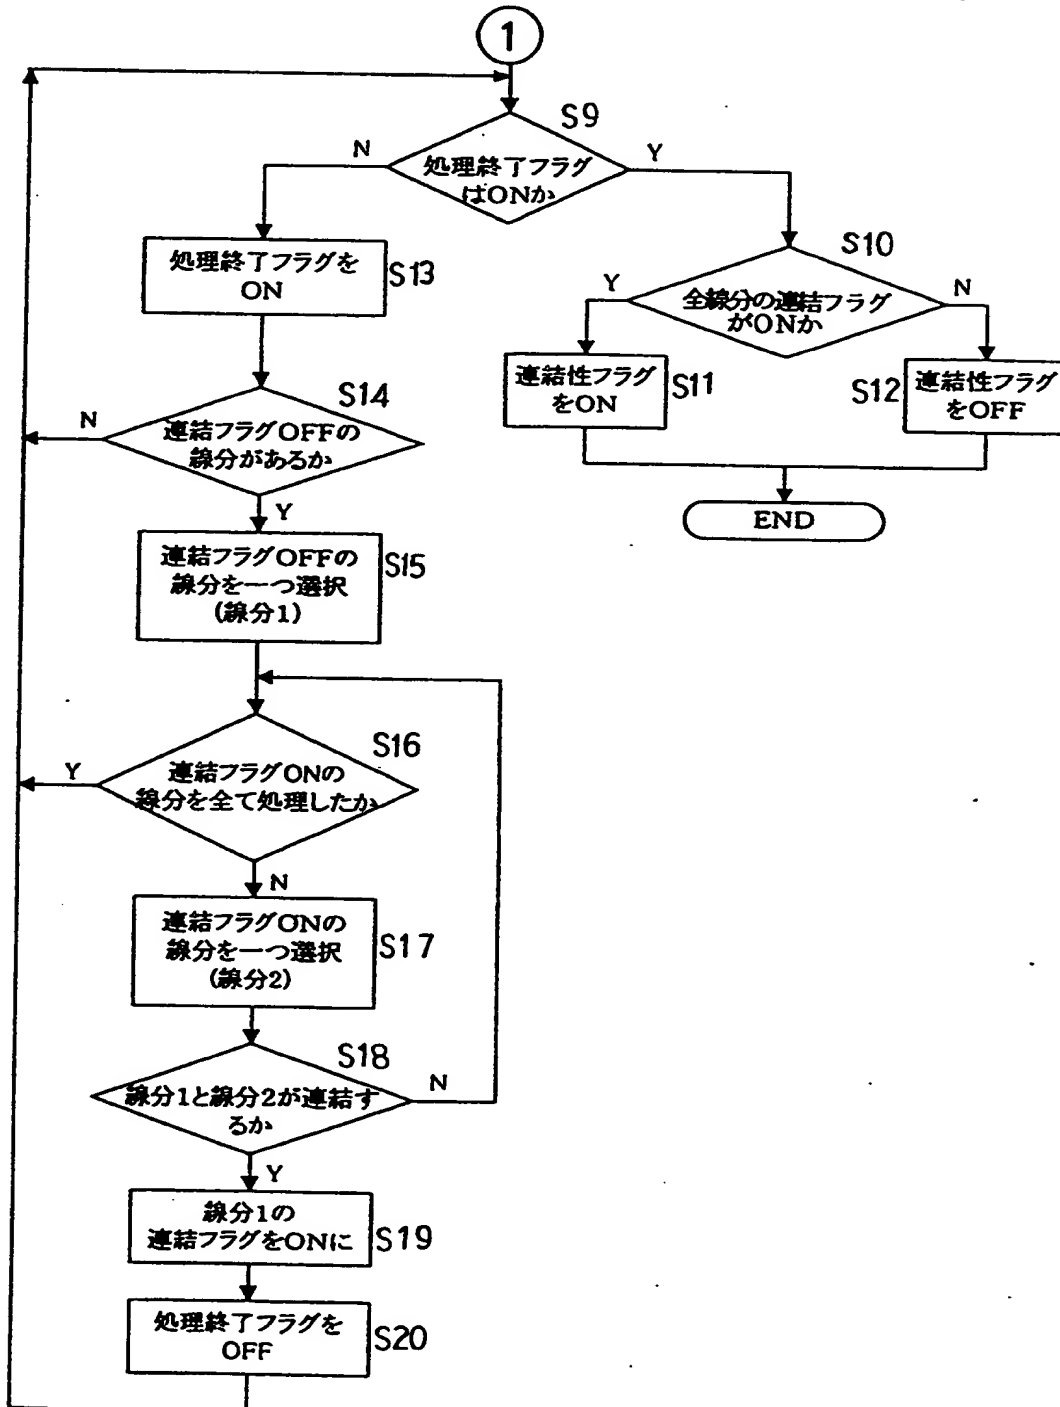 1
S9
N
Y
処理終了フラグ
はONか
S10
処理終了フラグを
ON
S13
Y
全線分の連結フラグ
がONか
N
S14
N
連結フラグOFFの
線分があるか
Y
連結性フラグ
をON
S11
S12
連結性フラグ
をOFF
END
連結フラグOFFの
線分を一つ選択
(線分1)
S15
S16
Y
連結フラグONの
線分を全て処理したか
N
連結フラグONの
線分を一つ選択
(線分2)
S17
S18
線分1と線分2が連結す
るか
N
Y
線分1の
連結フラグをONに
S19
処理終了フラグを
OFF
S20